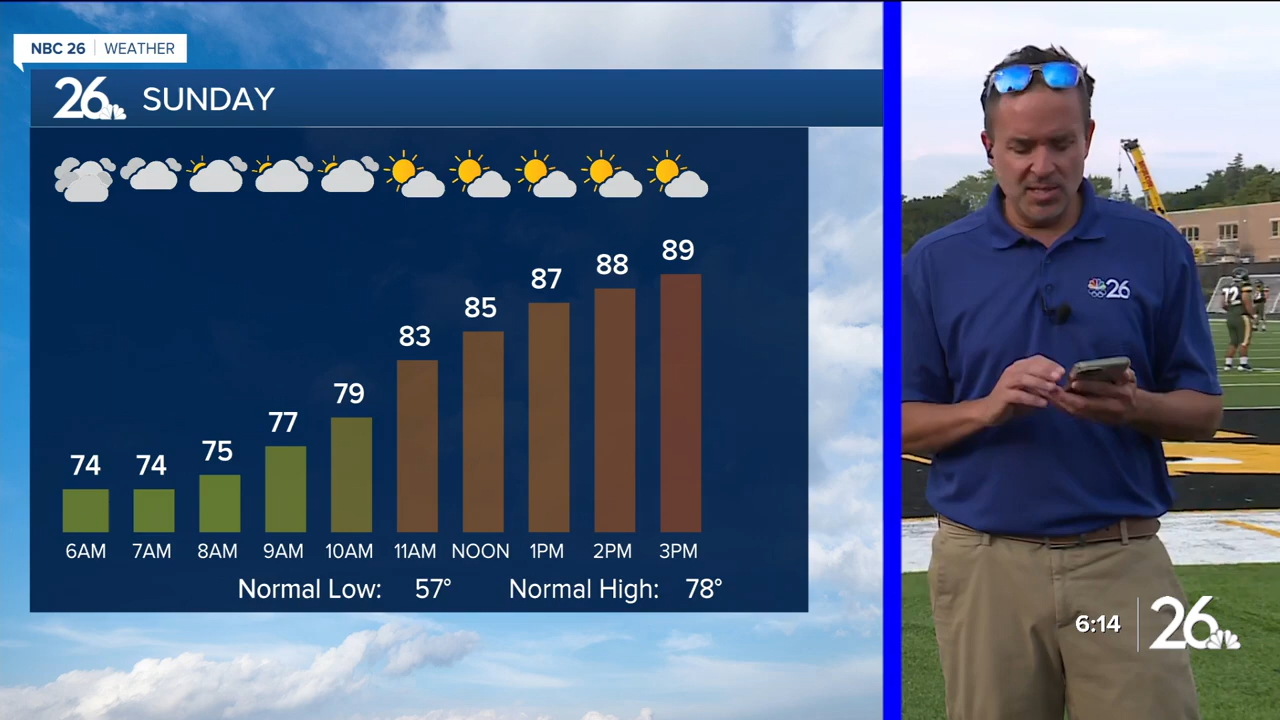 NBC 26 | WEATHER
26 SUNDAY
74 74 75 77 79 83 85 87 88 89
6AM 7AM 8AM 9AM 10AM 11AM NOON 1PM 2PM 3PM
Normal Low: 57° Normal High: 78°
26
72
6:14 26